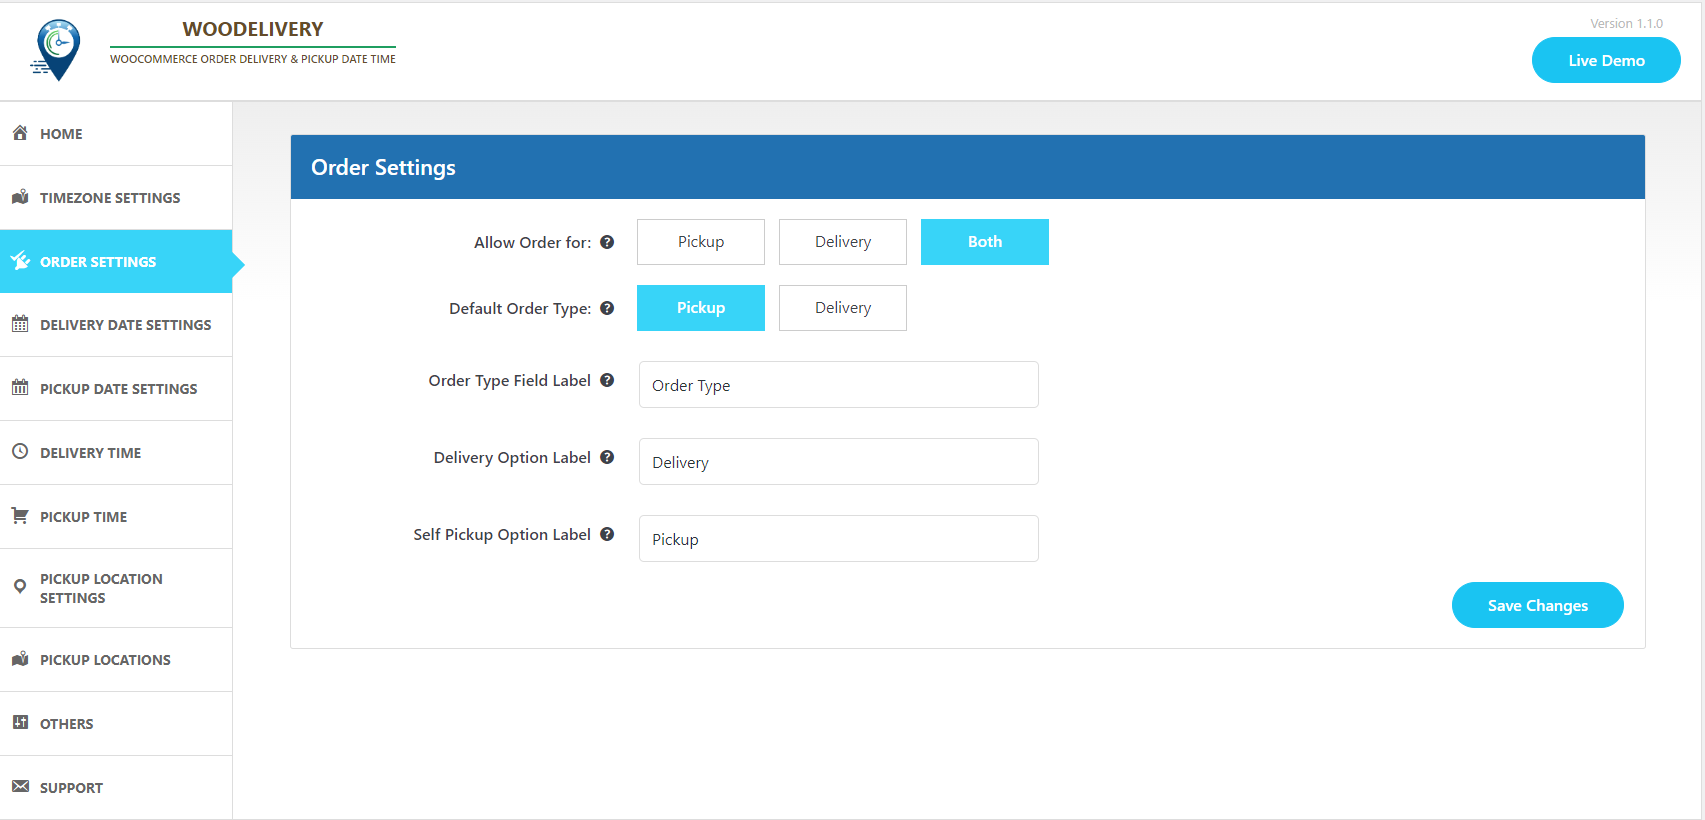 WOODELIVERY
WOOCOMMERCE ORDER DELIVERY & PICKUP DATE TIME
Version 1.1.0
Live Demo
HOME
TIMEZONE SETTINGS
ORDER SETTINGS
DELIVERY DATE SETTINGS
PICKUP DATE SETTINGS
DELIVERY TIME
PICKUP TIME
PICKUP LOCATION
SETTINGS
PICKUP LOCATIONS
OTHERS
SUPPORT
Order Settings
Allow Order for: ? Pickup Delivery Both
Default Order Type: ? Pickup Delivery
Order Type Field Label ? Order Type
Delivery Option Label ? Delivery
Self Pickup Option Label ? Pickup
Save Changes